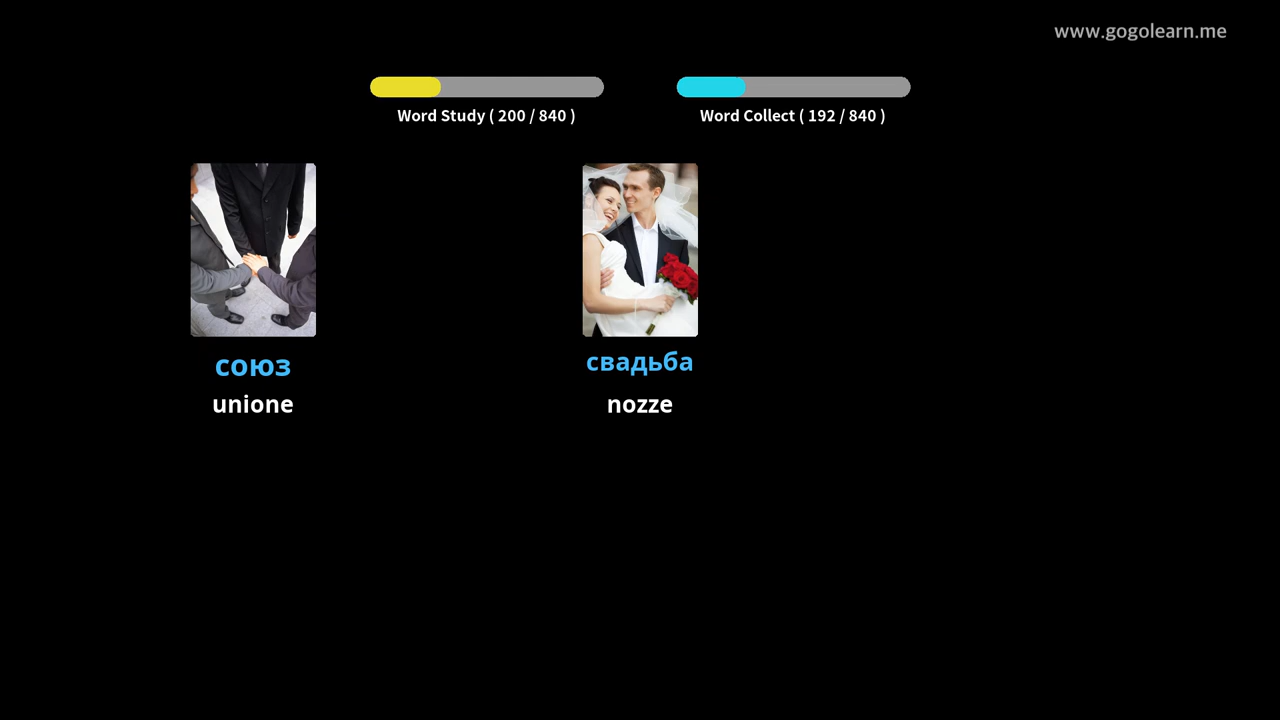 www.gogolearn.me
Word Study ( 200 / 840 )
Word Collect ( 192 / 840 )
союз
свадьба
unione
nozze